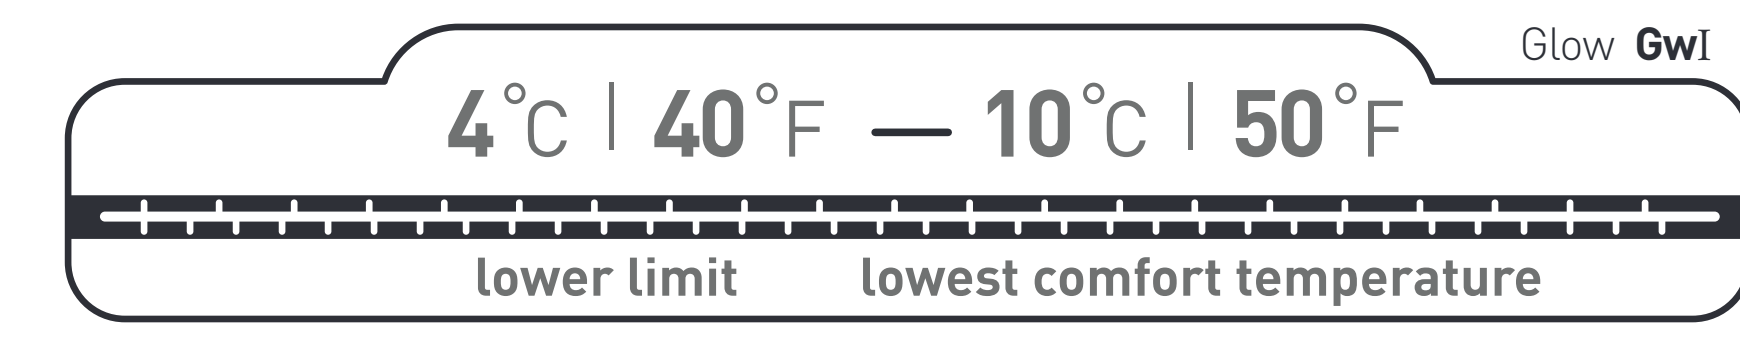 Glow GwI
4°C | 40°F — 10°C | 50°F
lower limit lowest comfort temperature